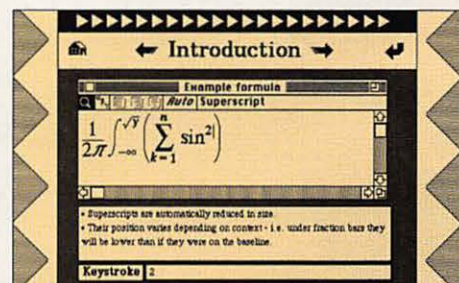 Introduction
Example formula
Auto Superscript
1/2π ∫ −∞ √y ( n ∑ k = 1 sin²
• Superscripts are automatically reduced in size.
• Their position varies depending on context - i.e. under fraction bars they
will be lower than if they were on the baseline.
Keystroke 2